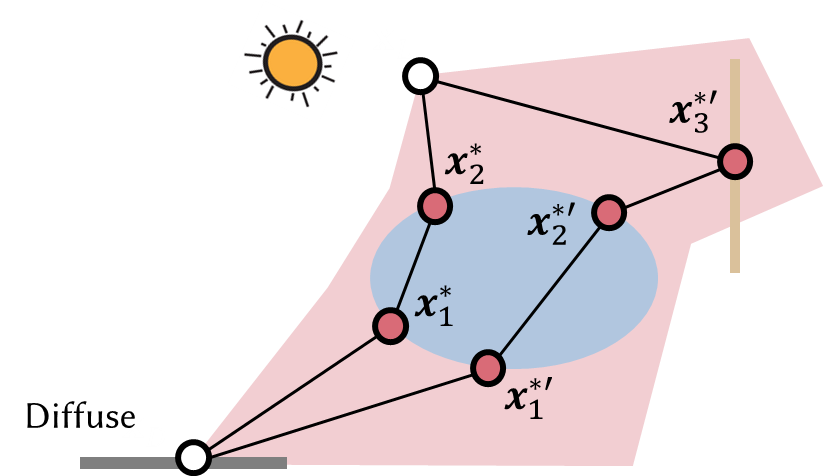 x₃*′
x₂*
x₂*′
x₁*
x₁*′
Diffuse